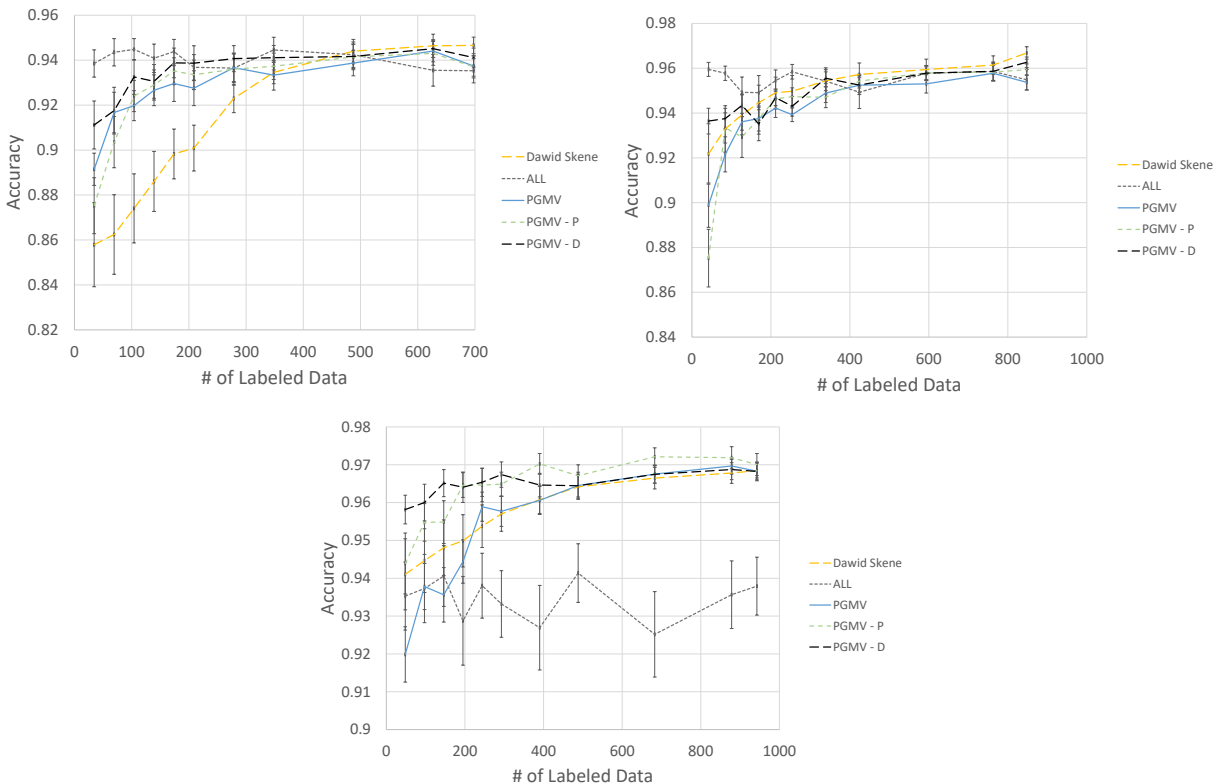 0.96
0.94
0.92
0.9
0.88
0.86
0.84
0.82
0 100 200 300 400 500 600 700
Accuracy
# of Labeled Data
Dawid Skene
ALL
PGMV
PGMV - P
PGMV - D
0.98
0.96
0.94
0.92
0.9
0.88
0.86
0.84
0 200 400 600 800 1000
Accuracy
# of Labeled Data
Dawid Skene
ALL
PGMV
PGMV - P
PGMV - D
0.98
0.97
0.96
0.95
0.94
0.93
0.92
0.91
0.9
0 200 400 600 800 1000
Accuracy
# of Labeled Data
Dawid Skene
ALL
PGMV
PGMV - P
PGMV - D